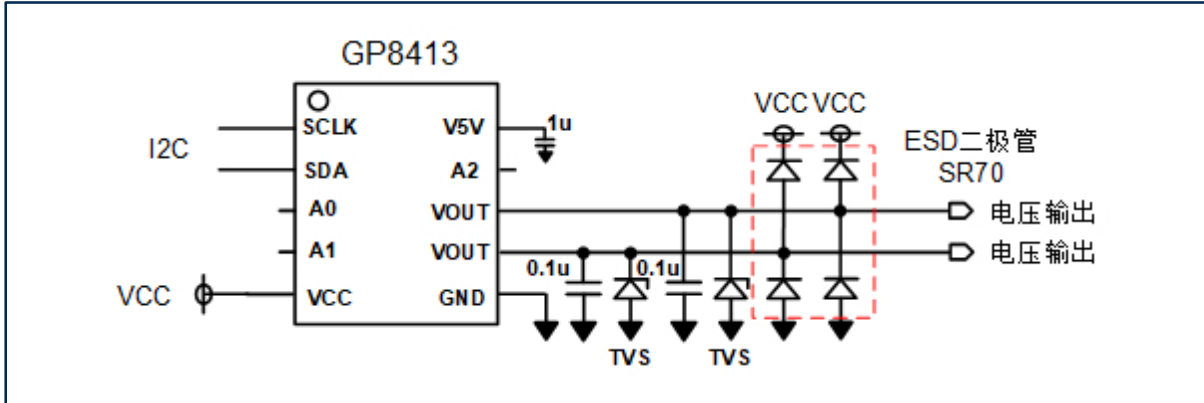 GP8413
SCLK
V5V
1u
VCC VCC
I2C
SDA
A2
ESD二极管
SR70
A0
VOUT
电压输出
A1
VOUT
电压输出
0.1u
0.1u
VCC
VCC
GND
TVS
TVS